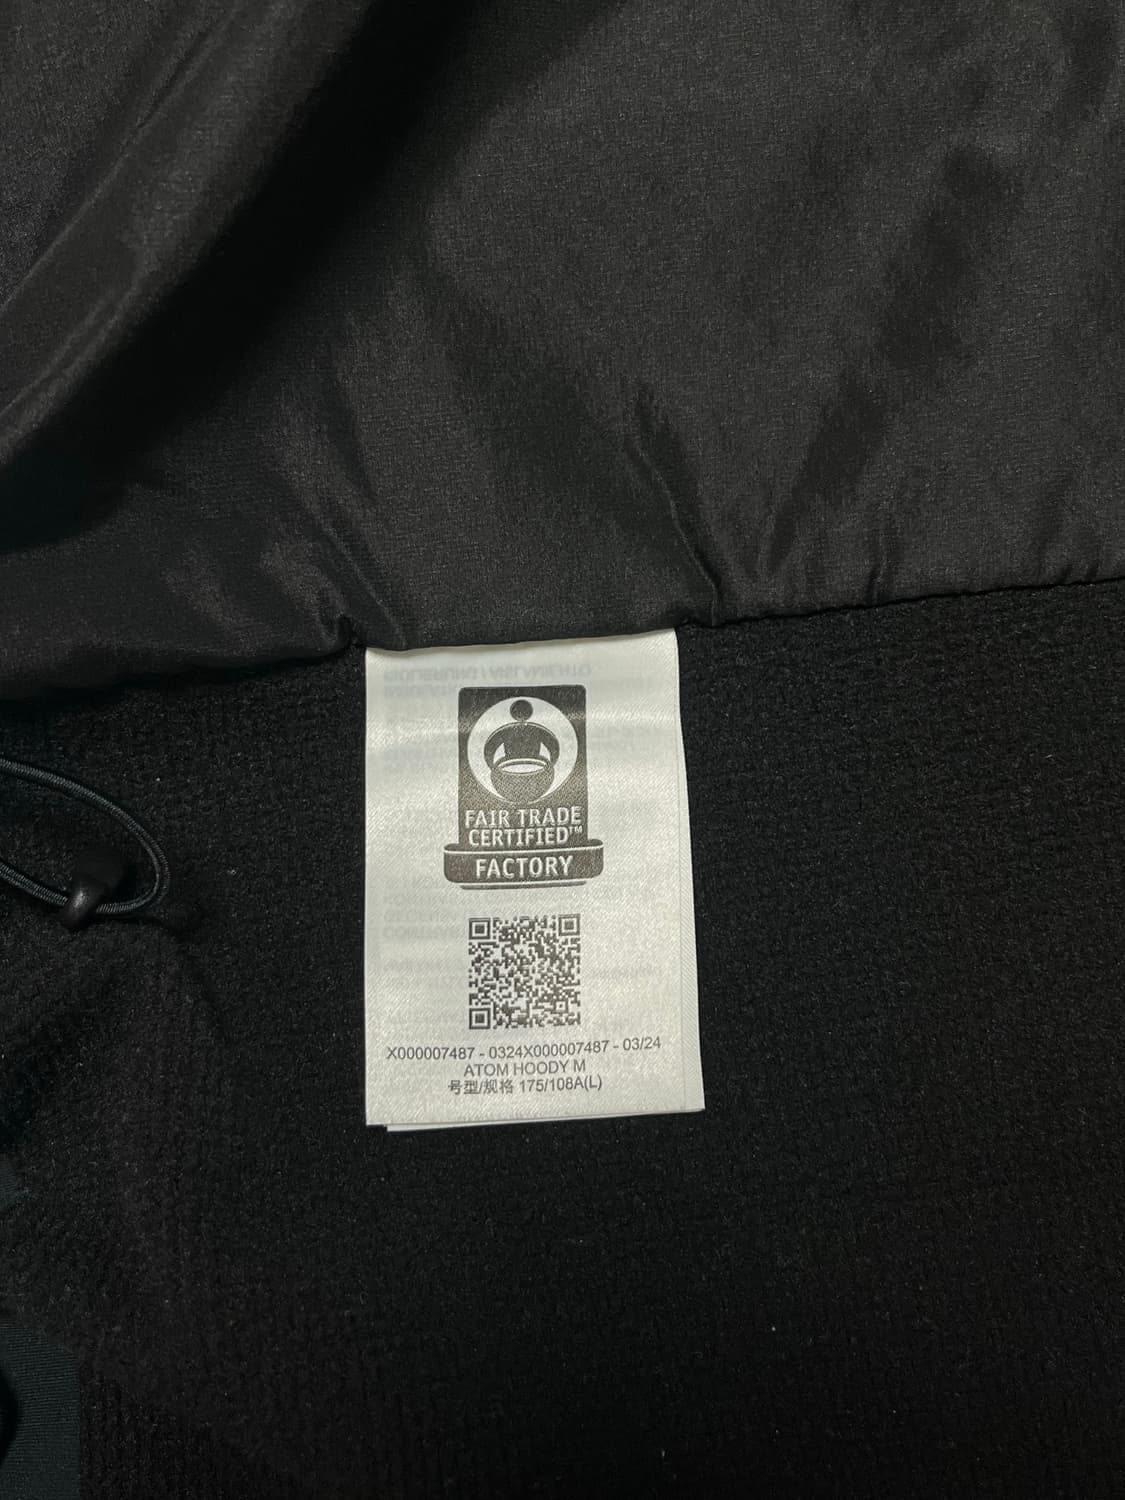 FAIR TRADE
CERTIFIED™
FACTORY
X000007487 - 0324X000007487 - 03/24
ATOM HOODY M
号型/规格 175/108A(L)